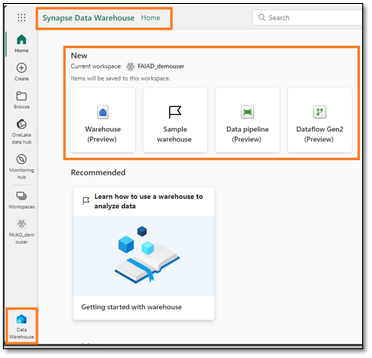 Synapse Data Warehouse Home
Search
Home
Create
Browse
OneLake
data hub
Monitoring
hub
Workspaces
FAIAD_dem
ouser
Data
Warehouse
New
Current workspace: FAIAD_demouser
Items will be saved to this workspace.
Warehouse
(Preview)
Sample
warehouse
Data pipeline
(Preview)
Dataflow Gen2
(Preview)
Recommended
Learn how to use a warehouse to
analyze data
Getting started with warehouse